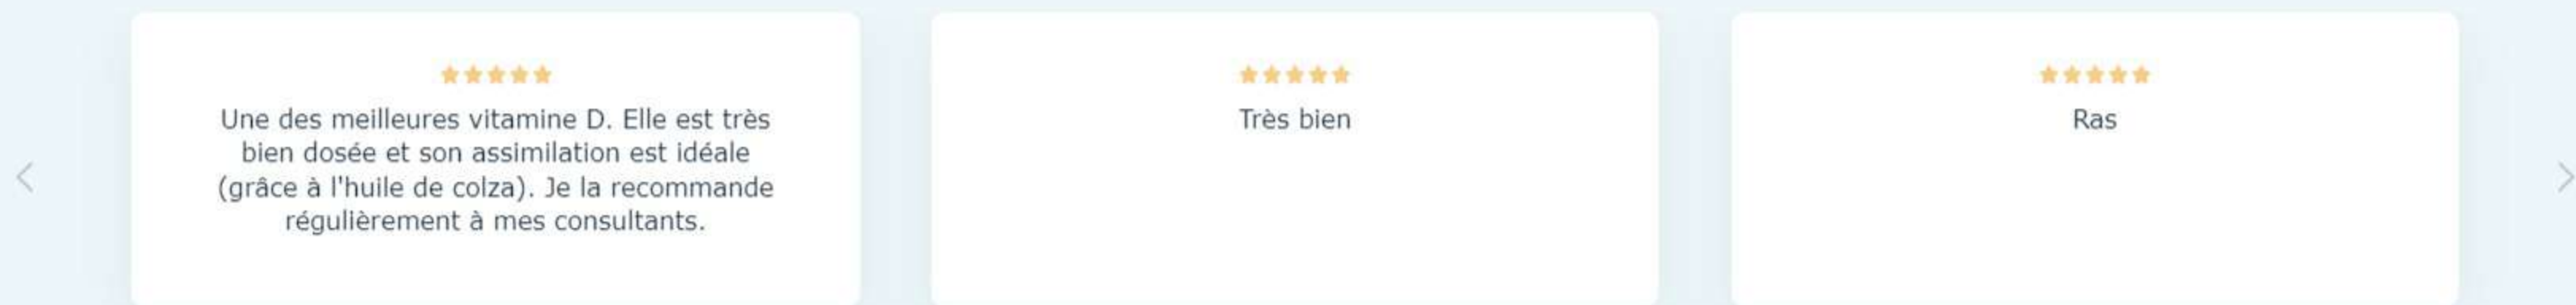 Une des meilleures vitamine D. Elle est très
bien dosée et son assimilation est idéale
(grâce à l'huile de colza). Je la recommande
régulièrement à mes consultants.
Très bien
Ras